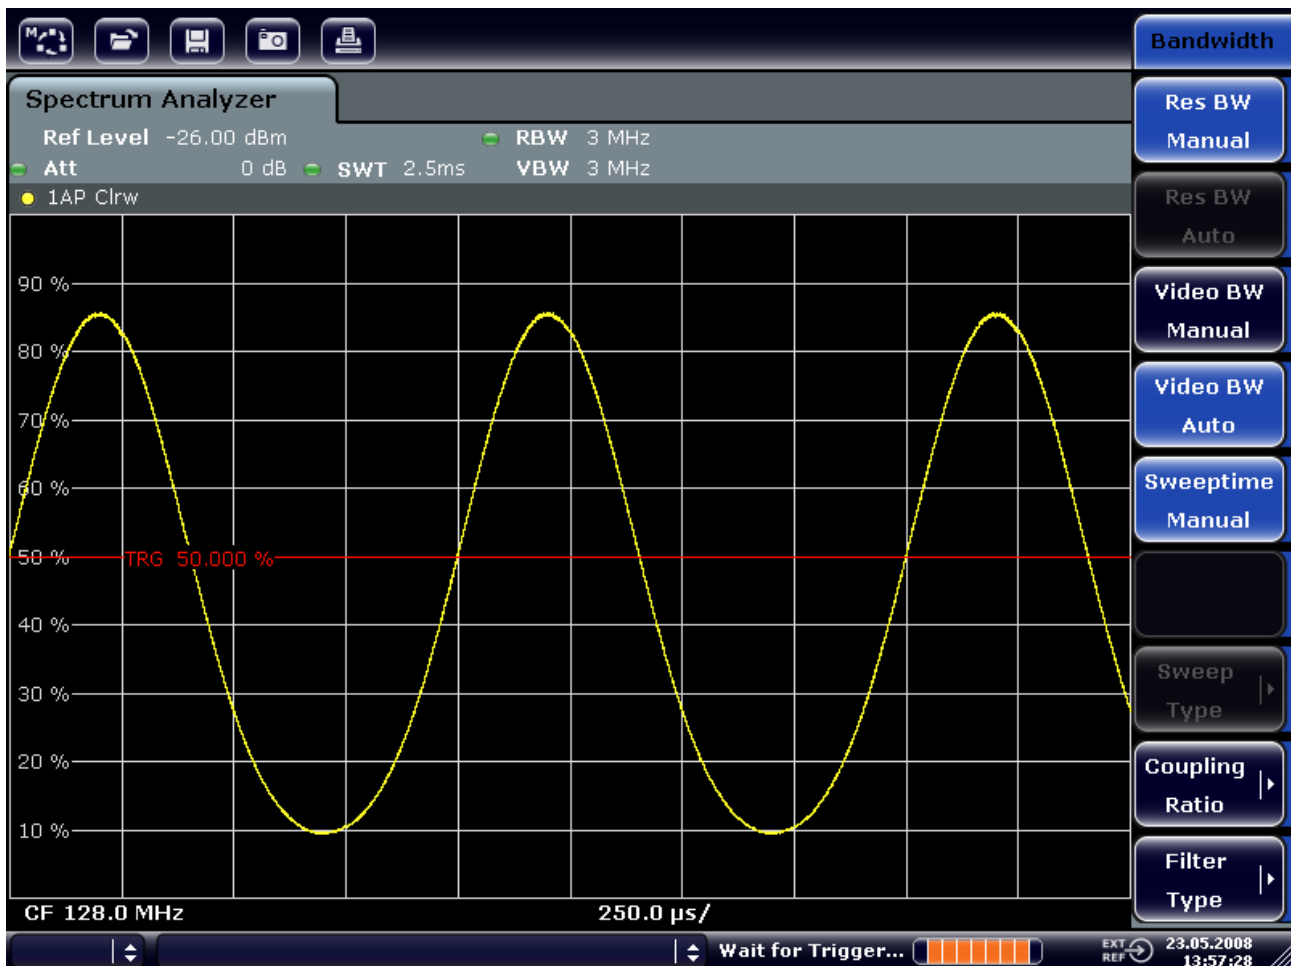 M
Bandwidth
Spectrum Analyzer
Ref Level -26.00 dBm
RBW 3 MHz
Att 0 dB
SWT 2.5ms
VBW 3 MHz
1AP Clrw
90 %
80 %
70 %
60 %
50 %
TRG 50.000 %
40 %
30 %
20 %
10 %
CF 128.0 MHz
250.0 µs/
Res BW
Manual
Res BW
Auto
Video BW
Manual
Video BW
Auto
Sweeptime
Manual
Sweep
Type
Coupling
Ratio
Filter
Type
Wait for Trigger...
EXT
REF
23.05.2008
13:57:28